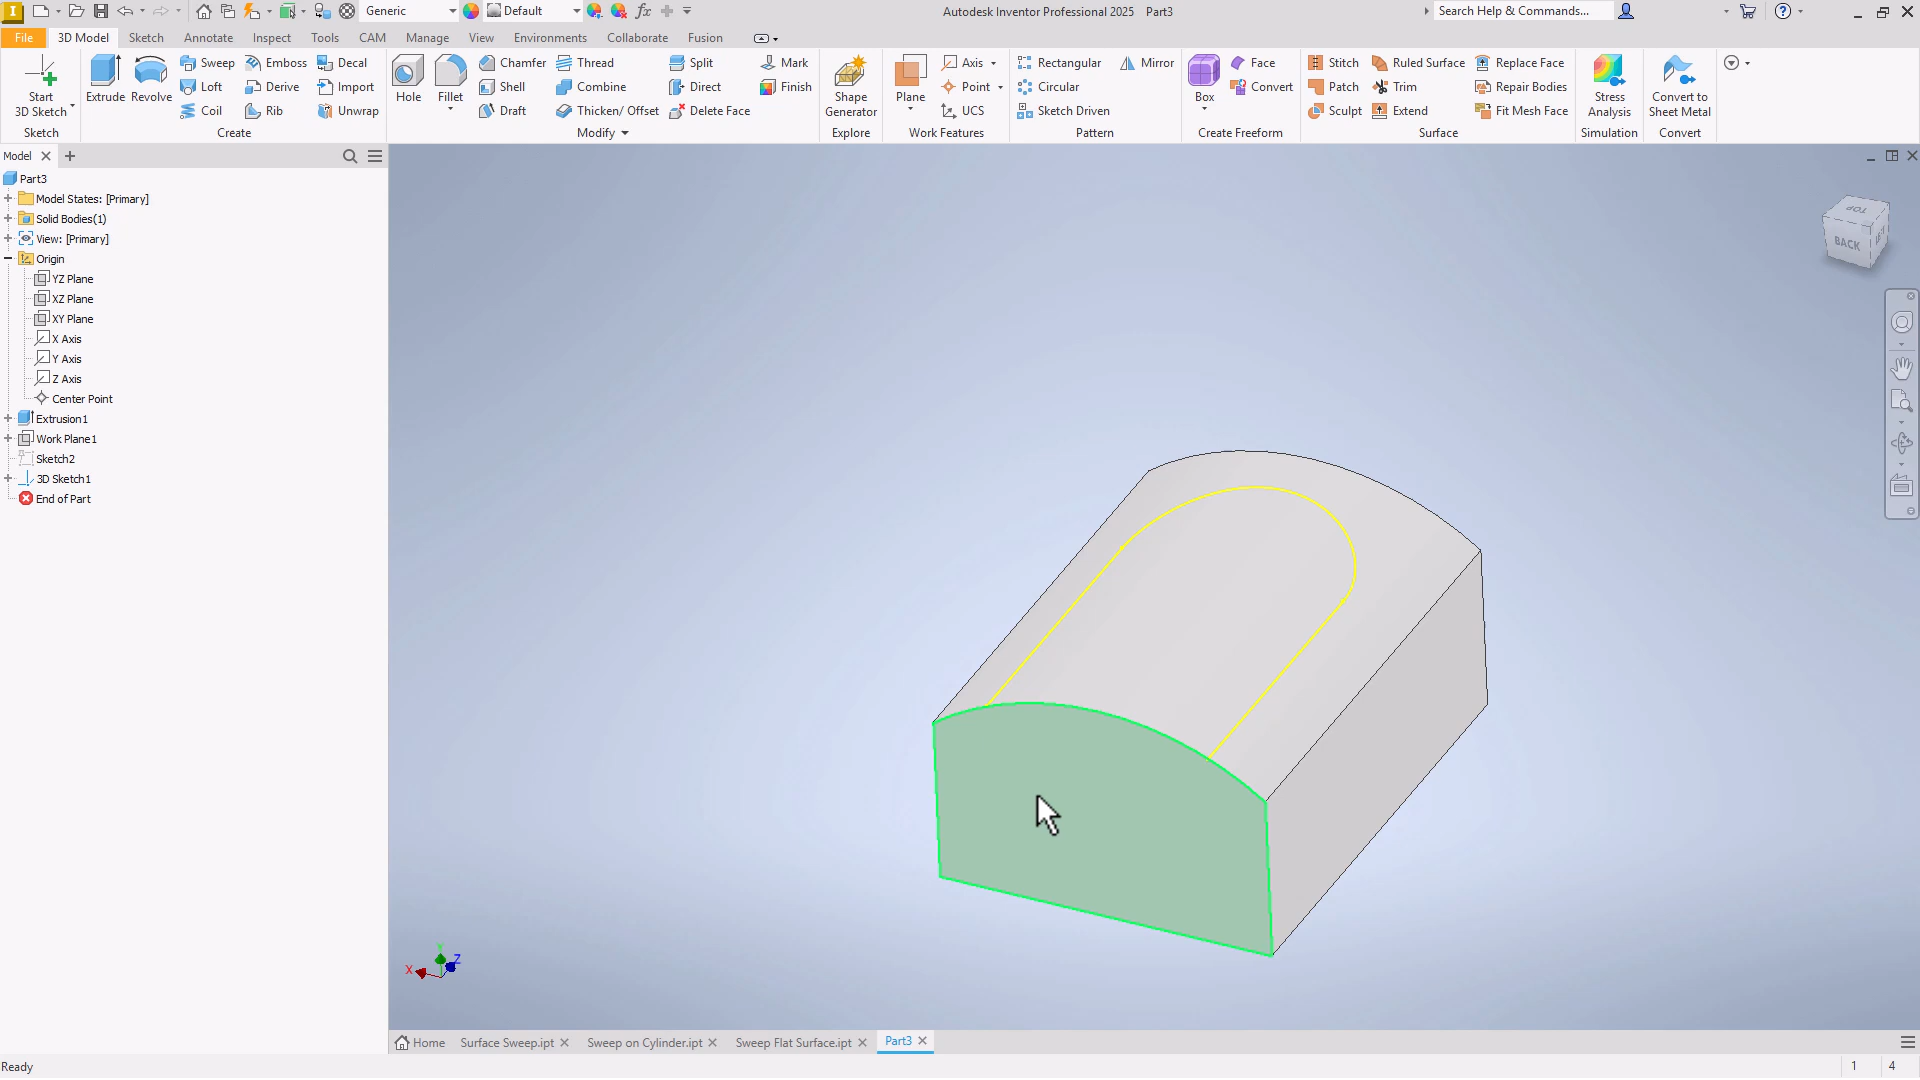 Generic
Default
Autodesk Inventor Professional 2025 Part3
Search Help & Commands...
File
3D Model
Sketch
Annotate
Inspect
Tools
CAM
Manage
View
Environments
Collaborate
Fusion
Start
3D Sketch
Sketch
Extrude
Revolve
Sweep
Loft
Coil
Emboss
Derive
Rib
Decal
Import
Unwrap
Create
Hole
Fillet
Chamfer
Shell
Draft
Thread
Combine
Thicken/ Offset
Split
Direct
Delete Face
Mark
Finish
Modify
Shape
Generator
Explore
Plane
Axis
Point
UCS
Work Features
Rectangular
Circular
Sketch Driven
Mirror
Pattern
Box
Face
Convert
Create Freeform
Stitch
Patch
Sculpt
Ruled Surface
Trim
Extend
Replace Face
Repair Bodies
Fit Mesh Face
Surface
Stress
Analysis
Simulation
Convert to
Sheet Metal
Convert
Model
Part3
Model States: [Primary]
Solid Bodies(1)
View: [Primary]
Origin
YZ Plane
XZ Plane
XY Plane
X Axis
Y Axis
Z Axis
Center Point
Extrusion1
Work Plane1
Sketch2
3D Sketch1
End of Part
TOP
BACK
X
Y
Z
Home
Surface Sweep.ipt
Sweep on Cylinder.ipt
Sweep Flat Surface.ipt
Part3
Ready
1
4